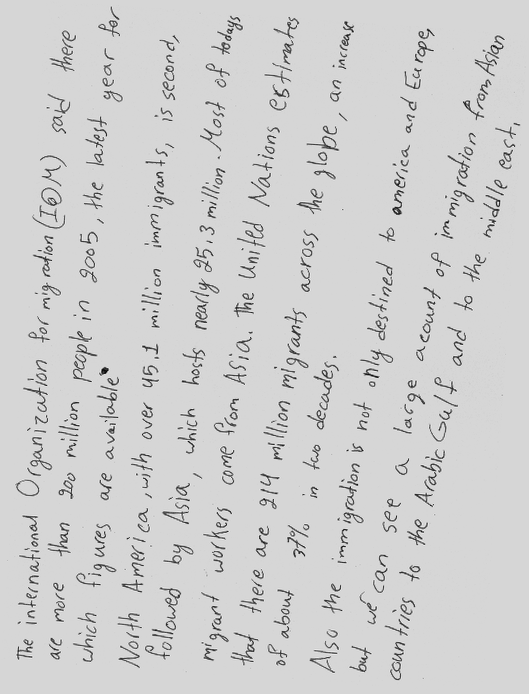 The international Organization for migration (IOM) said there
are more than 200 million people in 2005, the latest year for
which figures are available.
North America, with over 45.1 million immigrants, is second,
followed by Asia, which hosts nearly 25.3 million. Most of todays
migrant workers come from Asia. The United Nations estimates
that there are 214 million migrants across the globe, an increase
of about 37% in two decades.
Also the immigration is not only destined to america and Europe,
but we can see a large acount of immigration from Asian
countries to the Arabic Gulf and to the middle east.